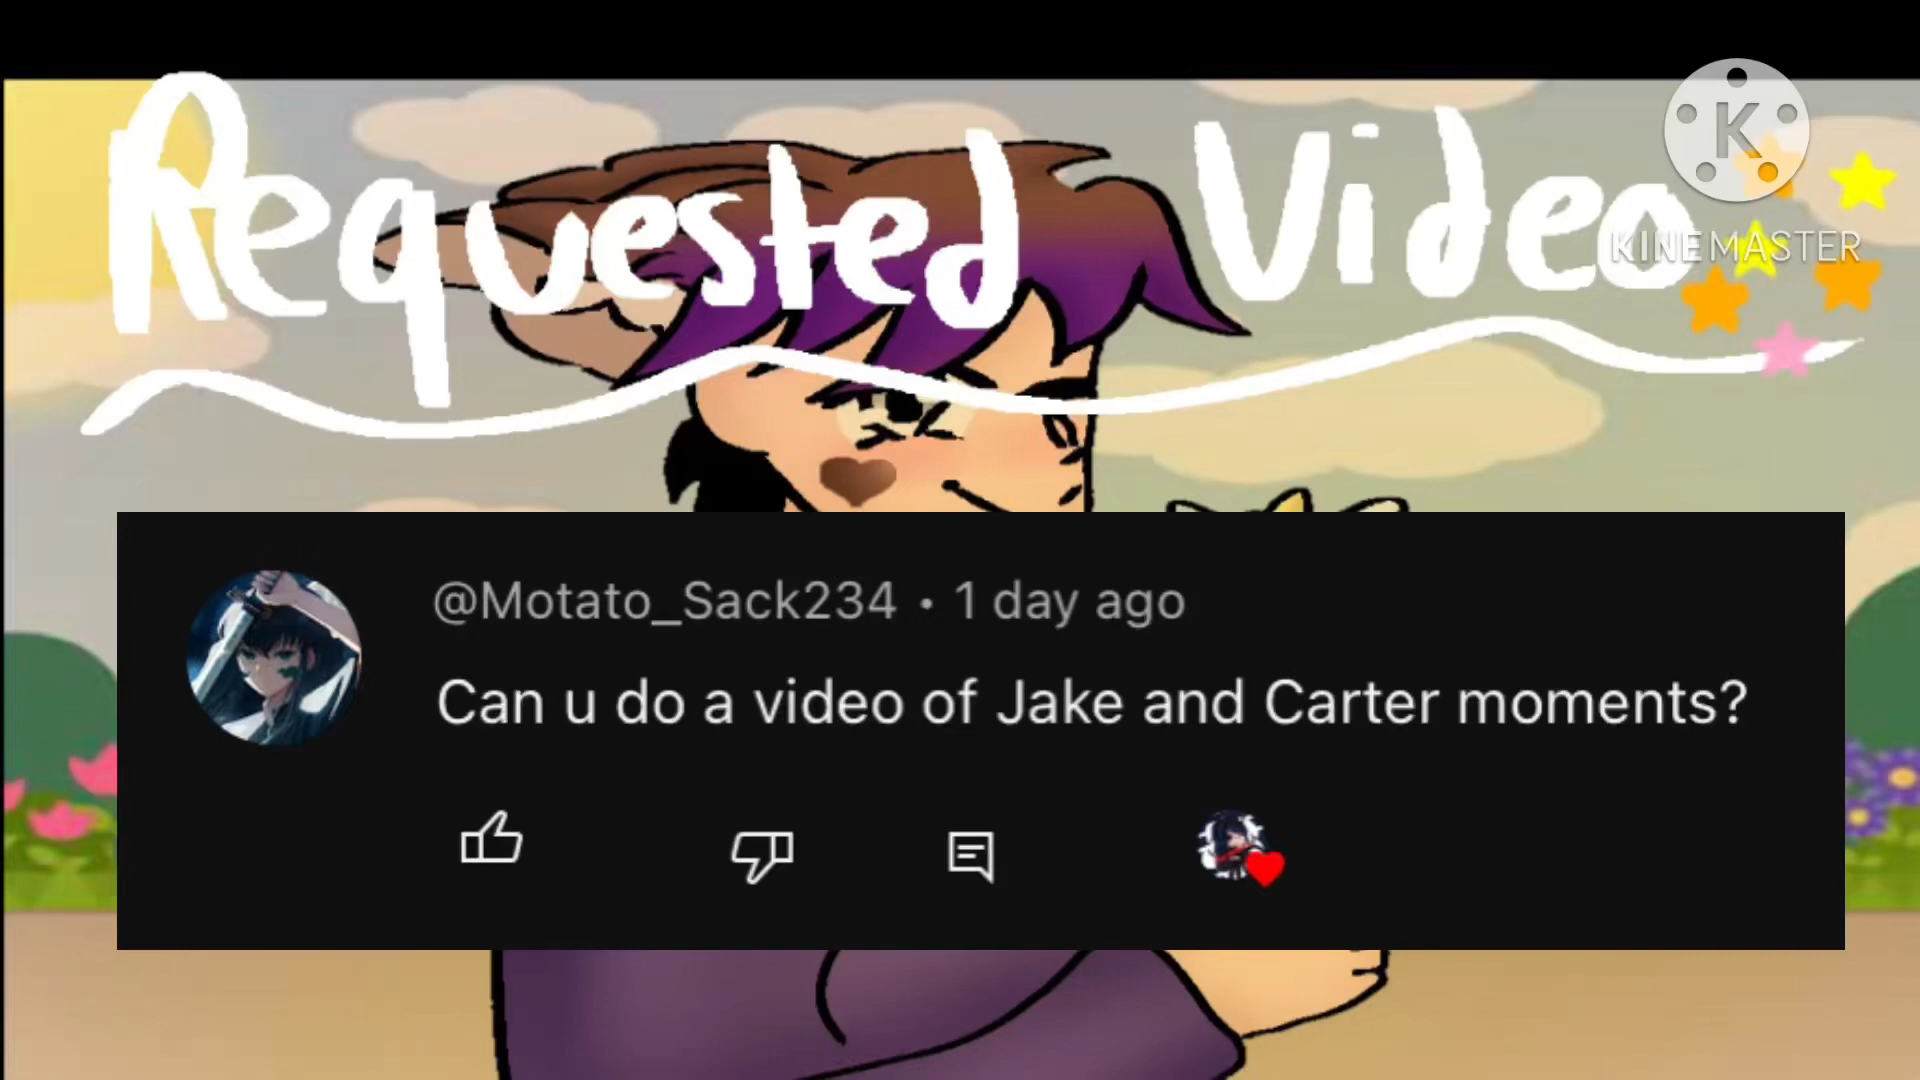 Requested Video
K
KINEMASTER
@Motato_Sack234 • 1 day ago
Can u do a video of Jake and Carter moments?